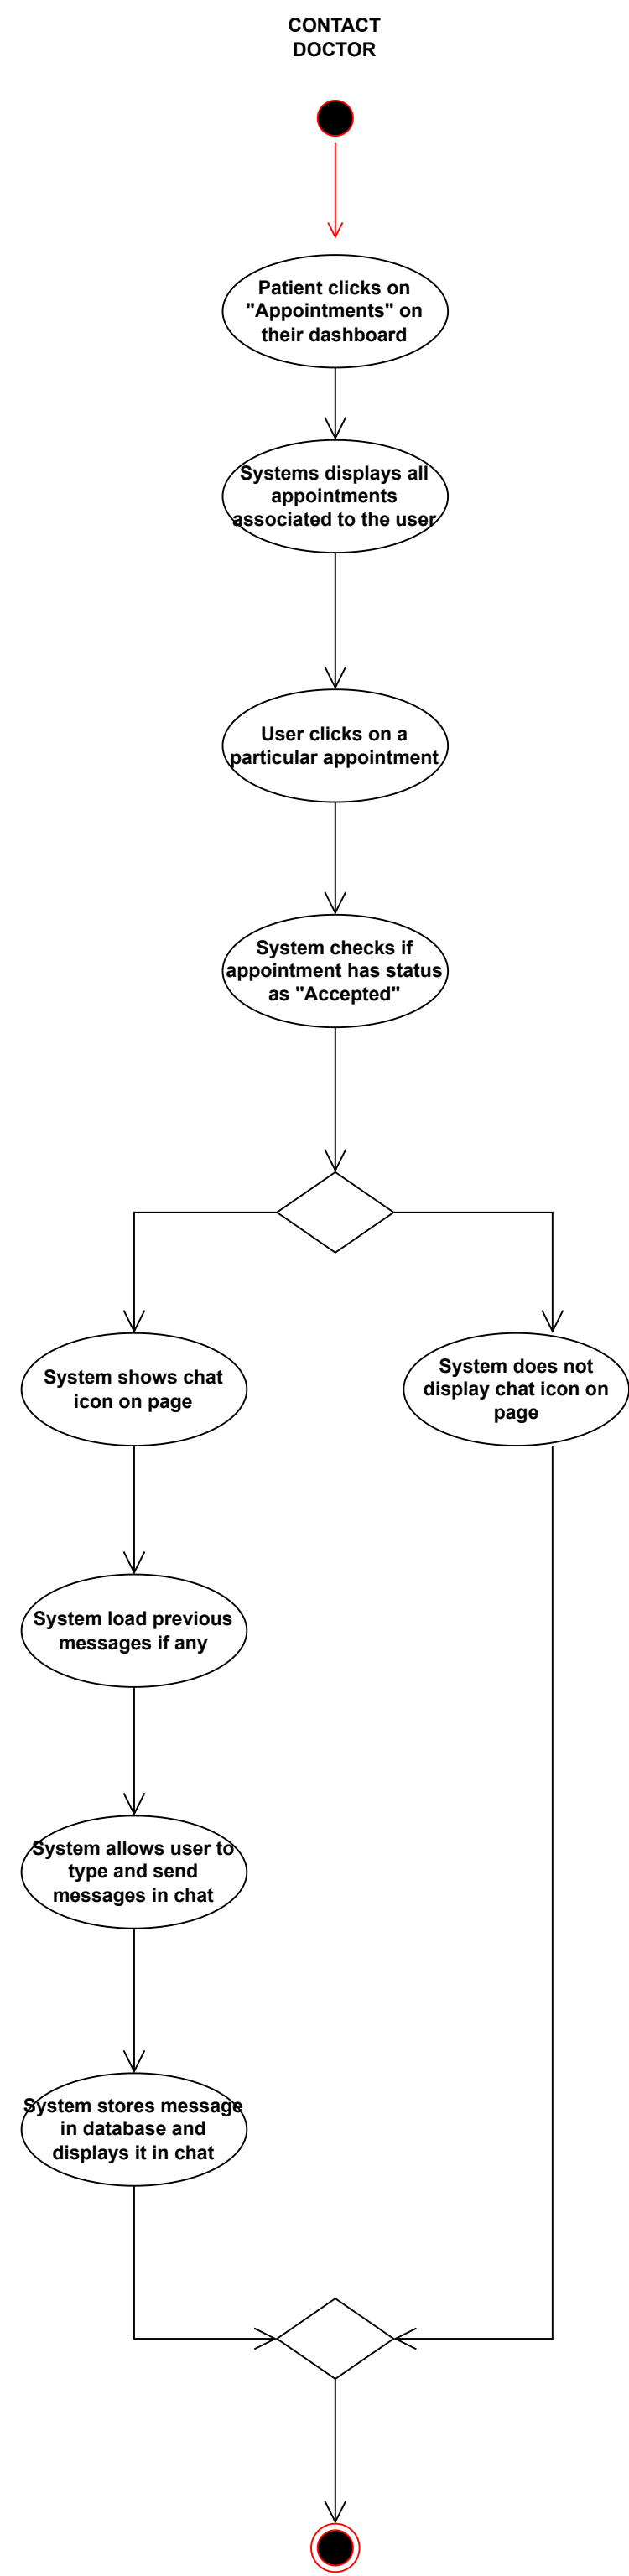 CONTACT
DOCTOR
Patient clicks on
"Appointments" on
their dashboard
Systems displays all
appointments
associated to the user
User clicks on a
particular appointment
System checks if
appointment has status
as "Accepted"
System shows chat
icon on page
System does not
display chat icon on
page
System load previous
messages if any
System allows user to
type and send
messages in chat
System stores message
in database and
displays it in chat